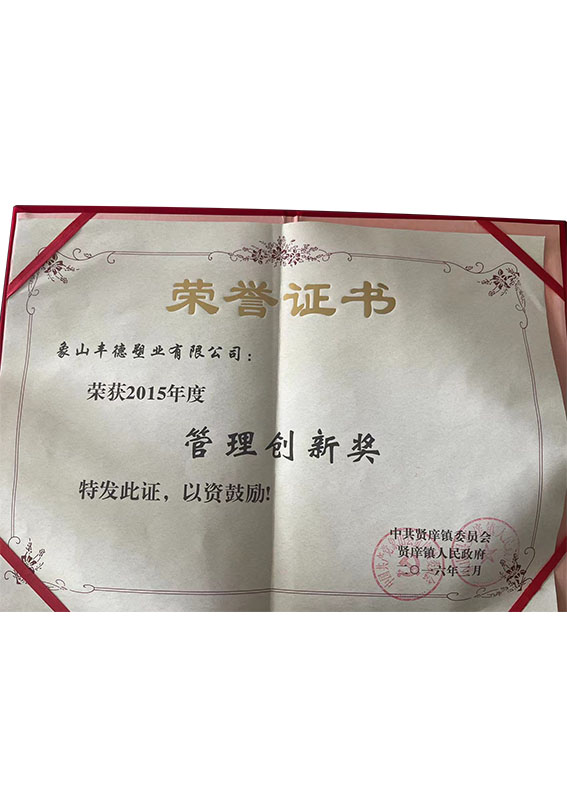 荣誉证书
象山丰德塑业有限公司：
荣获2015年度
管理创新奖
特发此证，以资鼓励!
中共贤庠镇委员会
贤庠镇人民政府
二〇一六年三月